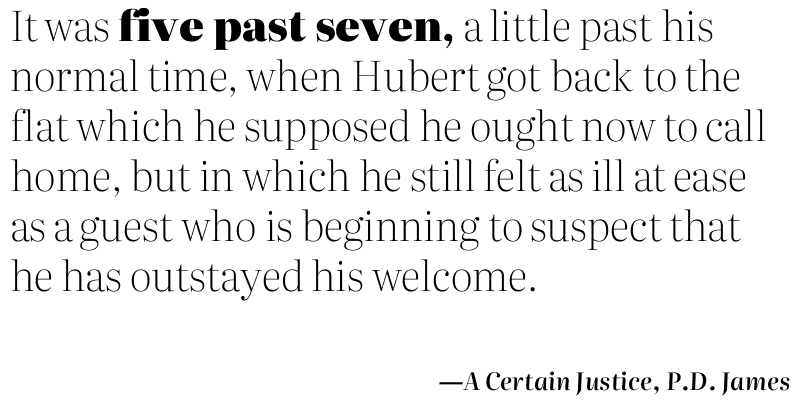 It was five past seven, a little past his
normal time, when Hubert got back to the
flat which he supposed he ought now to call
home, but in which he still felt as ill at ease
as a guest who is beginning to suspect that
he has outstayed his welcome.
—A Certain Justice, P.D. James